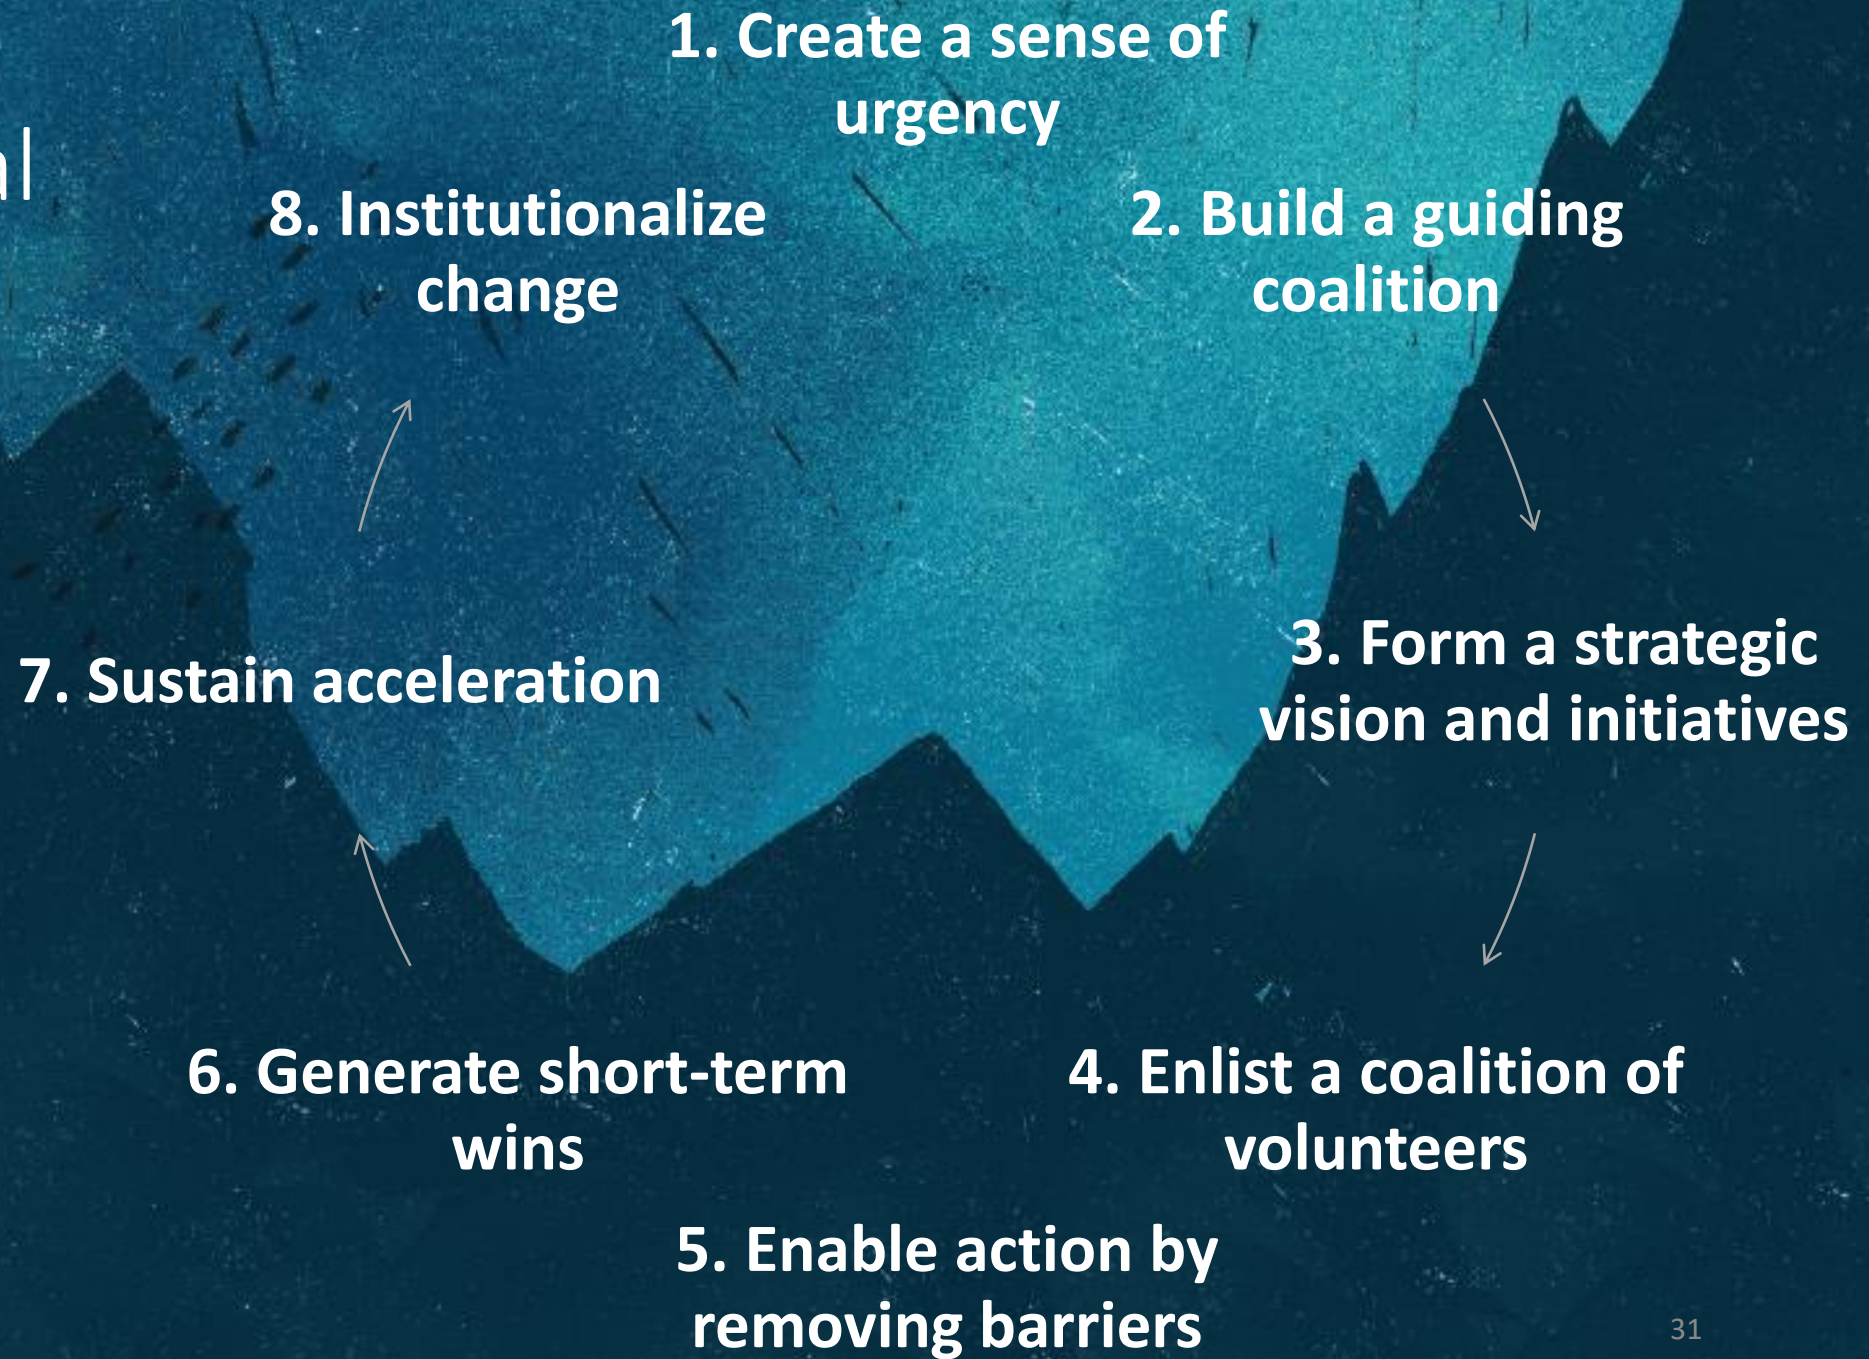 1. Create a sense of
urgency
8. Institutionalize
change
2. Build a guiding
coalition
7. Sustain acceleration
3. Form a strategic
vision and initiatives
6. Generate short-term
wins
4. Enlist a coalition of
volunteers
5. Enable action by
removing barriers
31